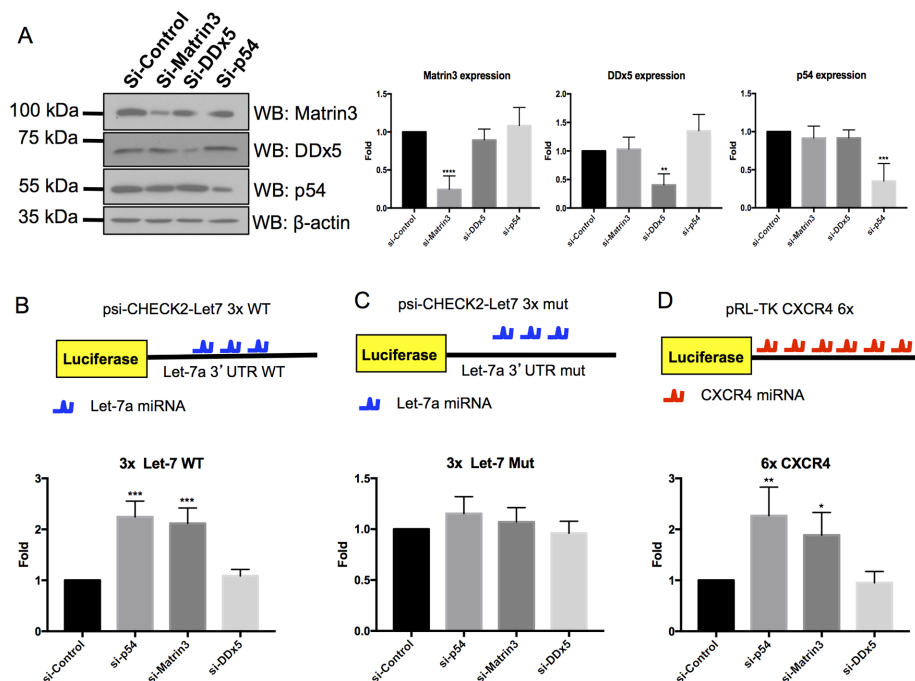 A
Si-Control
Si-Matrin3
Si-DDx5
Si-p54
100 kDa
WB: Matrin3
75 kDa
WB: DDx5
55 kDa
WB: p54
35 kDa
WB: β-actin
Matrin3 expression
Fold
1.5
1.0
0.5
0.0
****
si-Control
si-Matrin3
si-DDx5
si-p54
DDx5 expression
Fold
2.0
1.5
1.0
0.5
0.0
**
si-Control
si-Matrin3
si-DDx5
si-p54
p54 expression
Fold
1.5
1.0
0.5
0.0
***
si-Control
si-Matrin3
si-DDx5
si-p54
B
psi-CHECK2-Let7 3x WT
Luciferase
Let-7a 3' UTR WT
Let-7a miRNA
3x Let-7 WT
Fold
3
2
1
0
***
***
si-Control
si-p54
si-Matrin3
si-DDx5
C
psi-CHECK2-Let7 3x mut
Luciferase
Let-7a 3' UTR mut
Let-7a miRNA
3x Let-7 Mut
Fold
1.5
1.0
0.5
0.0
si-Control
si-p54
si-Matrin3
si-DDx5
D
pRL-TK CXCR4 6x
Luciferase
CXCR4 miRNA
6x CXCR4
Fold
3
2
1
0
**
*
si-Control
si-p54
si-Matrin3
si-DDx5